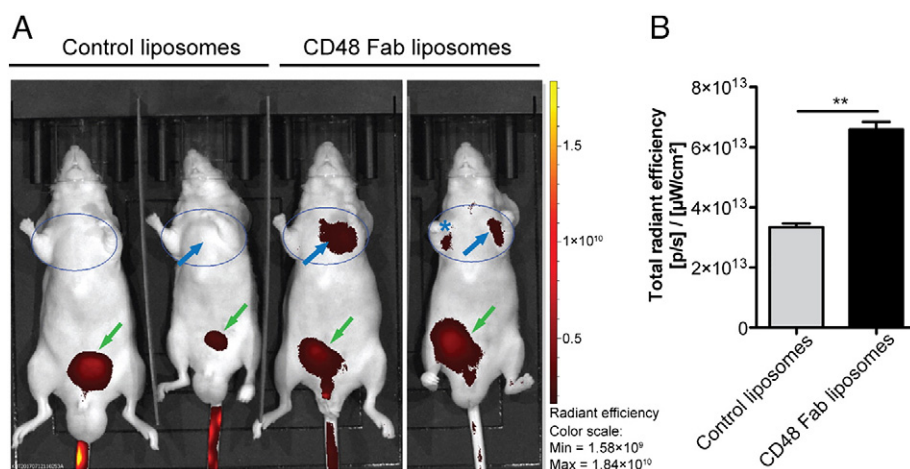 A
Control liposomes
CD48 Fab liposomes
*
1.5
1×10¹⁰
0.5
Radiant efficiency
Color scale:
Min = 1.58×10⁹
Max = 1.84×10¹⁰
B
Total radiant efficiency
[p/s] / [µW/cm²]
8×10¹³
6×10¹³
4×10¹³
2×10¹³
0
**
Control liposomes
CD48 Fab liposomes